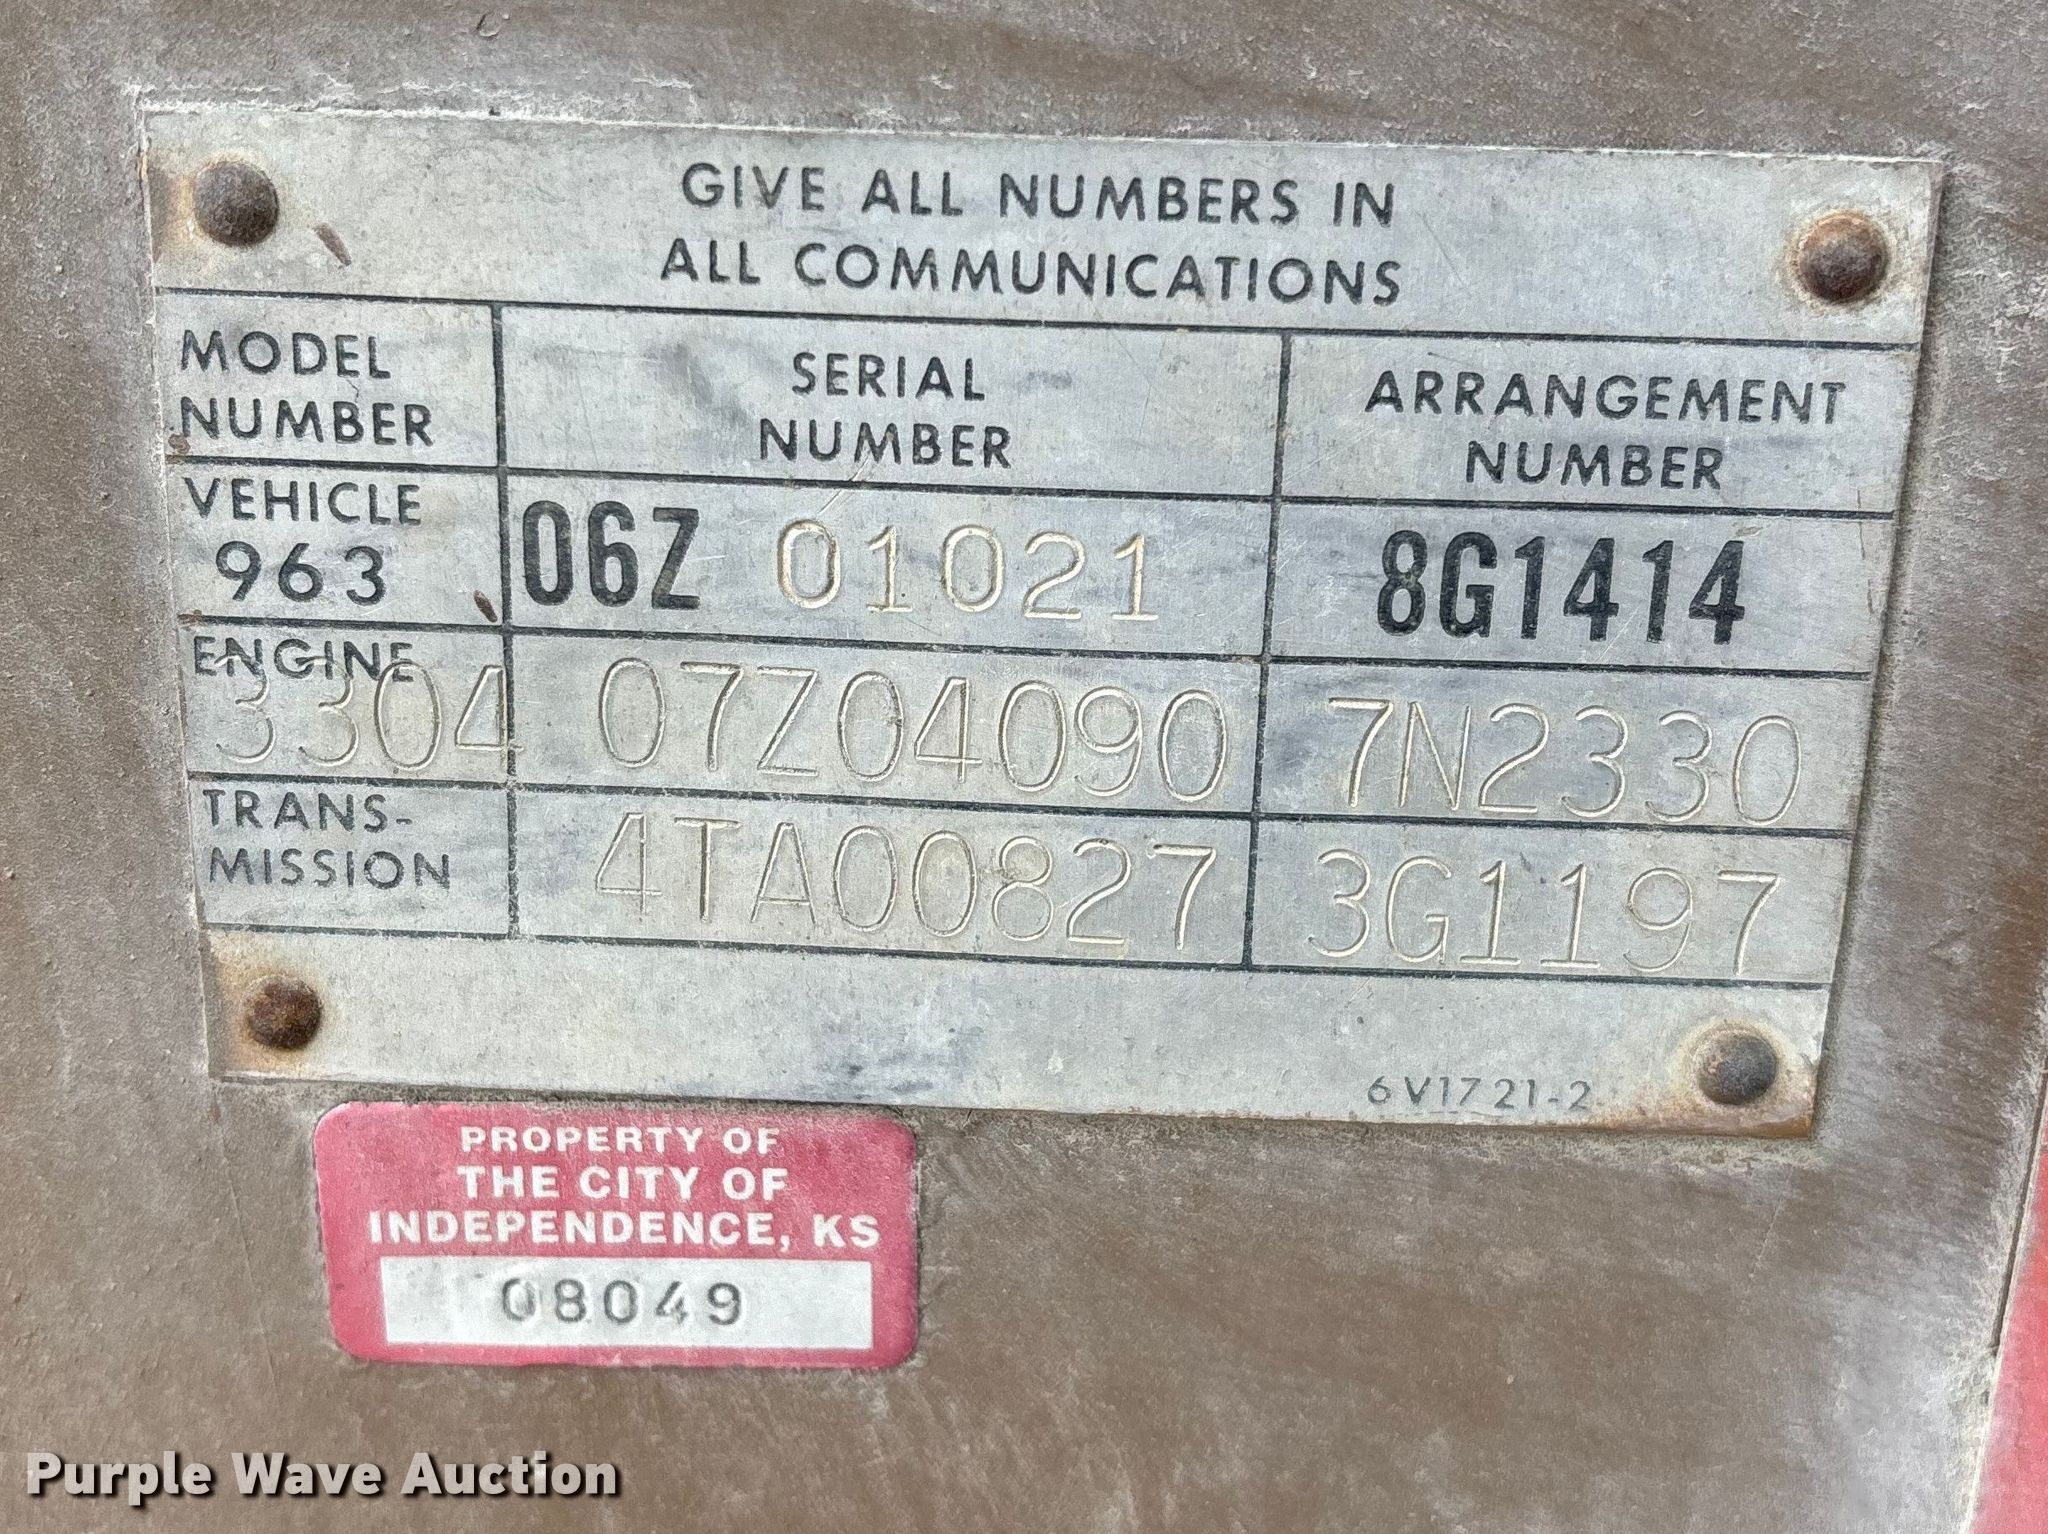 GIVE ALL NUMBERS IN
ALL COMMUNICATIONS
MODEL
NUMBER
SERIAL
NUMBER
ARRANGEMENT
NUMBER
VEHICLE
963
06Z 01021
8G1414
ENGINE
3304
07Z04090
7N2330
TRANS-
MISSION
4TA00827
3G1197
6V1721-2
PROPERTY OF
THE CITY OF
INDEPENDENCE, KS
08049
Purple Wave Auction